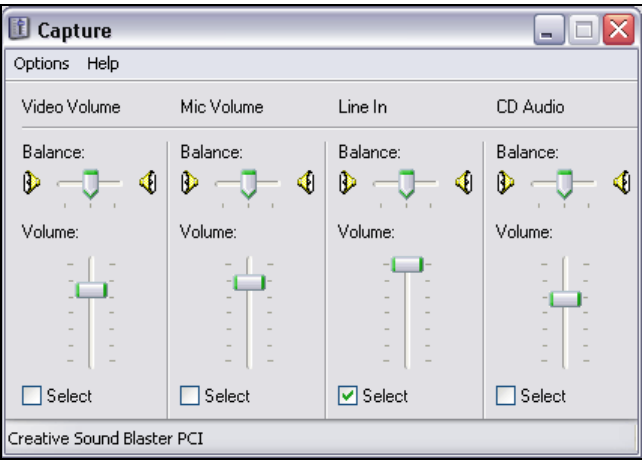 Capture
Options Help
Video Volume Mic Volume Line In CD Audio
Balance: Balance: Balance: Balance:
Volume: Volume: Volume: Volume:
Select Select Select Select
Creative Sound Blaster PCI